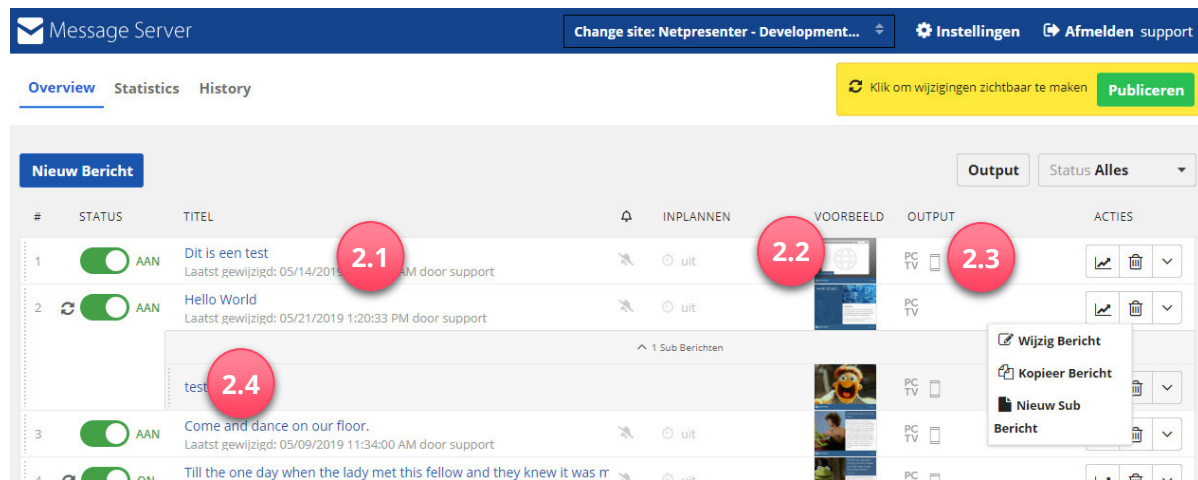 Message Server
Change site: Netpresenter - Development...
Instellingen
Afmelden support
Overview Statistics History
Klik om wijzigingen zichtbaar te maken
Publiceren
Nieuw Bericht
Output
Status Alles
# STATUS TITEL INPLANNEN VOORBEELD OUTPUT ACTIES
1 AAN Dit is een test
Laatst gewijzigd: 05/14/2019 AM door support
uit
PC
TV
2.1
2.2
2.3
2 AAN Hello World
Laatst gewijzigd: 05/21/2019 1:20:33 PM door support
uit
PC
TV
1 Sub Berichten
Wijzig Bericht
Kopieer Bericht
Nieuw Sub
Bericht
test
2.4
PC
TV
3 AAN Come and dance on our floor.
Laatst gewijzigd: 05/09/2019 11:34:00 AM door support
uit
PC
TV
Till the one day when the lady met this fellow and they knew it was m
PC